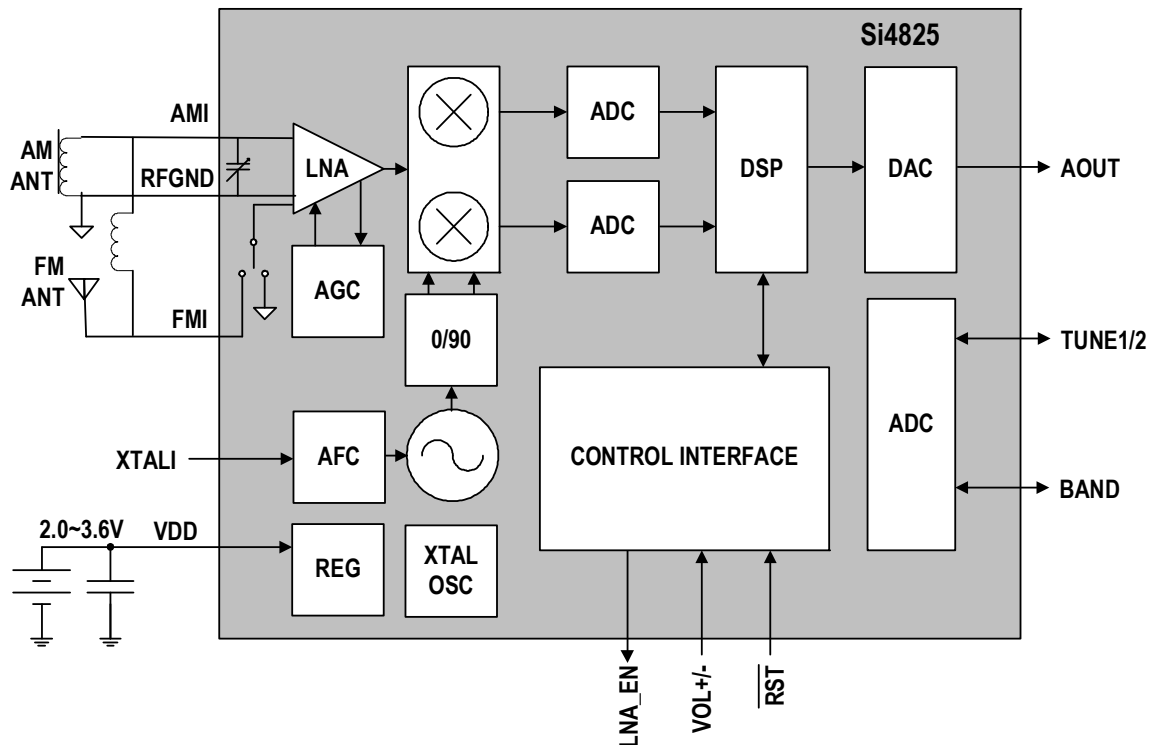 Si4825
AMI
AM
ANT
RFGND
LNA
ADC
DSP
DAC
AOUT
ADC
FM
ANT
AGC
FMI
0/90
TUNE1/2
ADC
XTALI
AFC
CONTROL INTERFACE
BAND
2.0~3.6V
VDD
REG
XTAL
OSC
LNA_EN
VOL+/-
RST